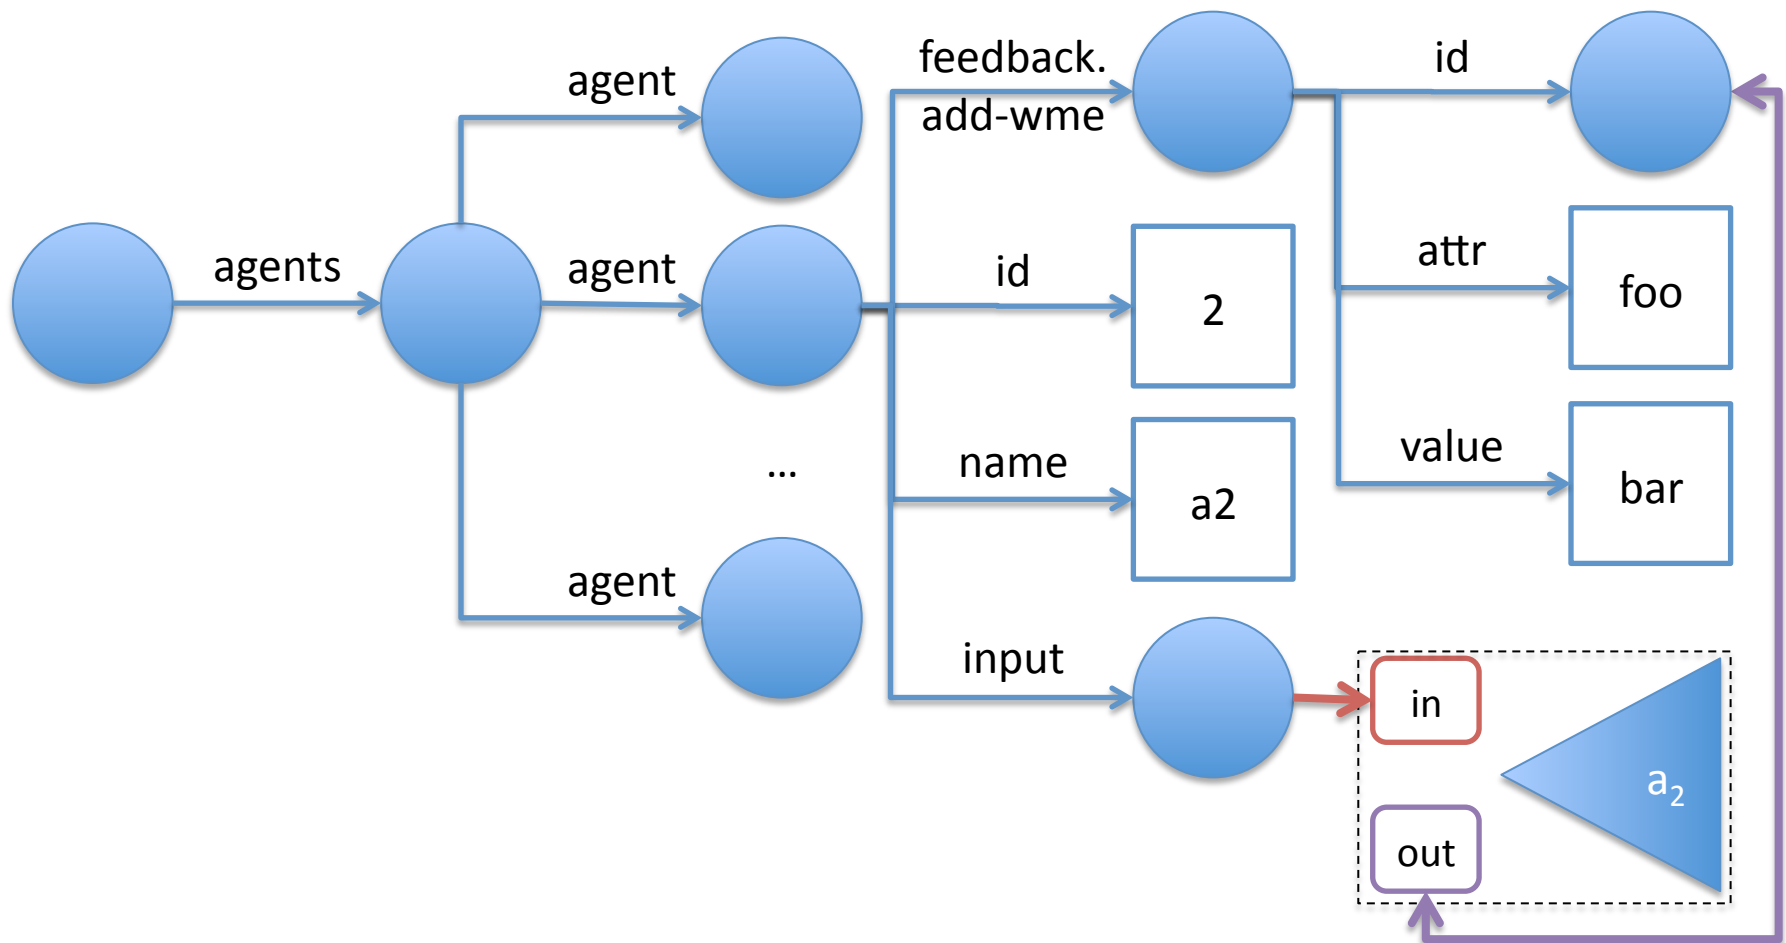 agents
agent
agent
...
agent
feedback.
add-wme
id
2
name
a2
input
id
attr
foo
value
bar
in
out
a2